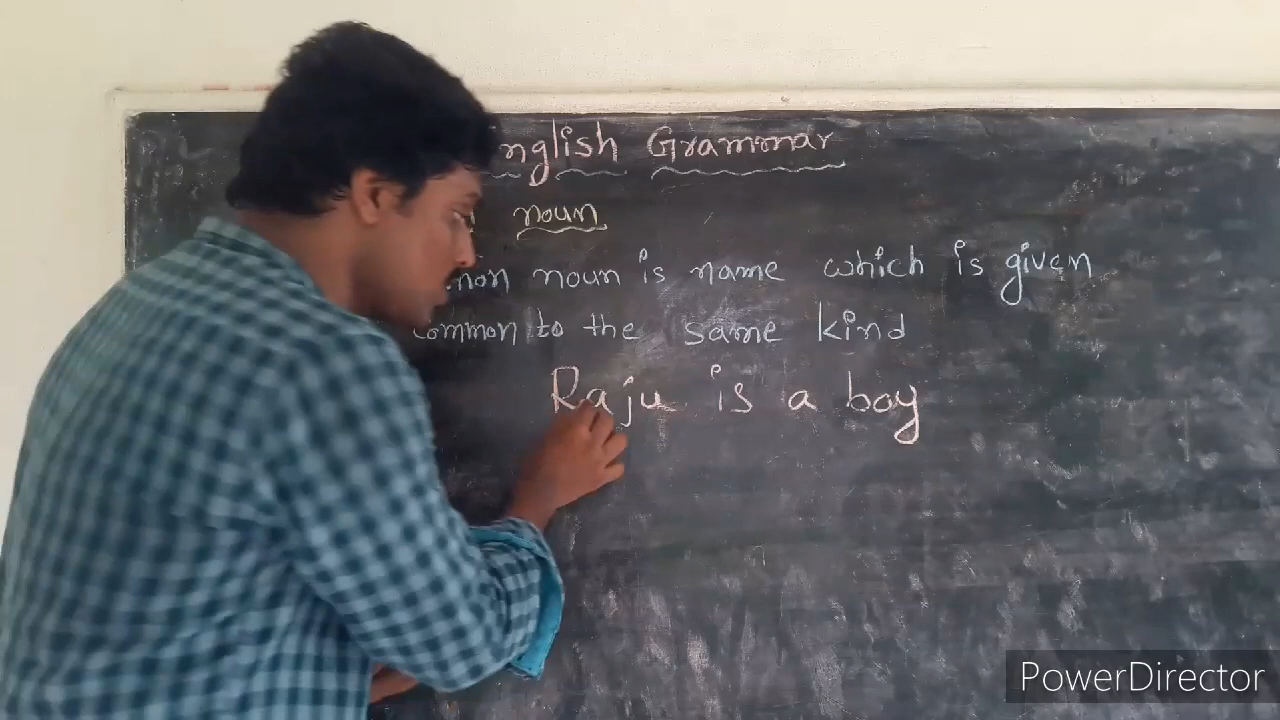 nglish Grammar
noun
mon noun is name which is given
common to the same kind
Raju is a boy
PowerDirector